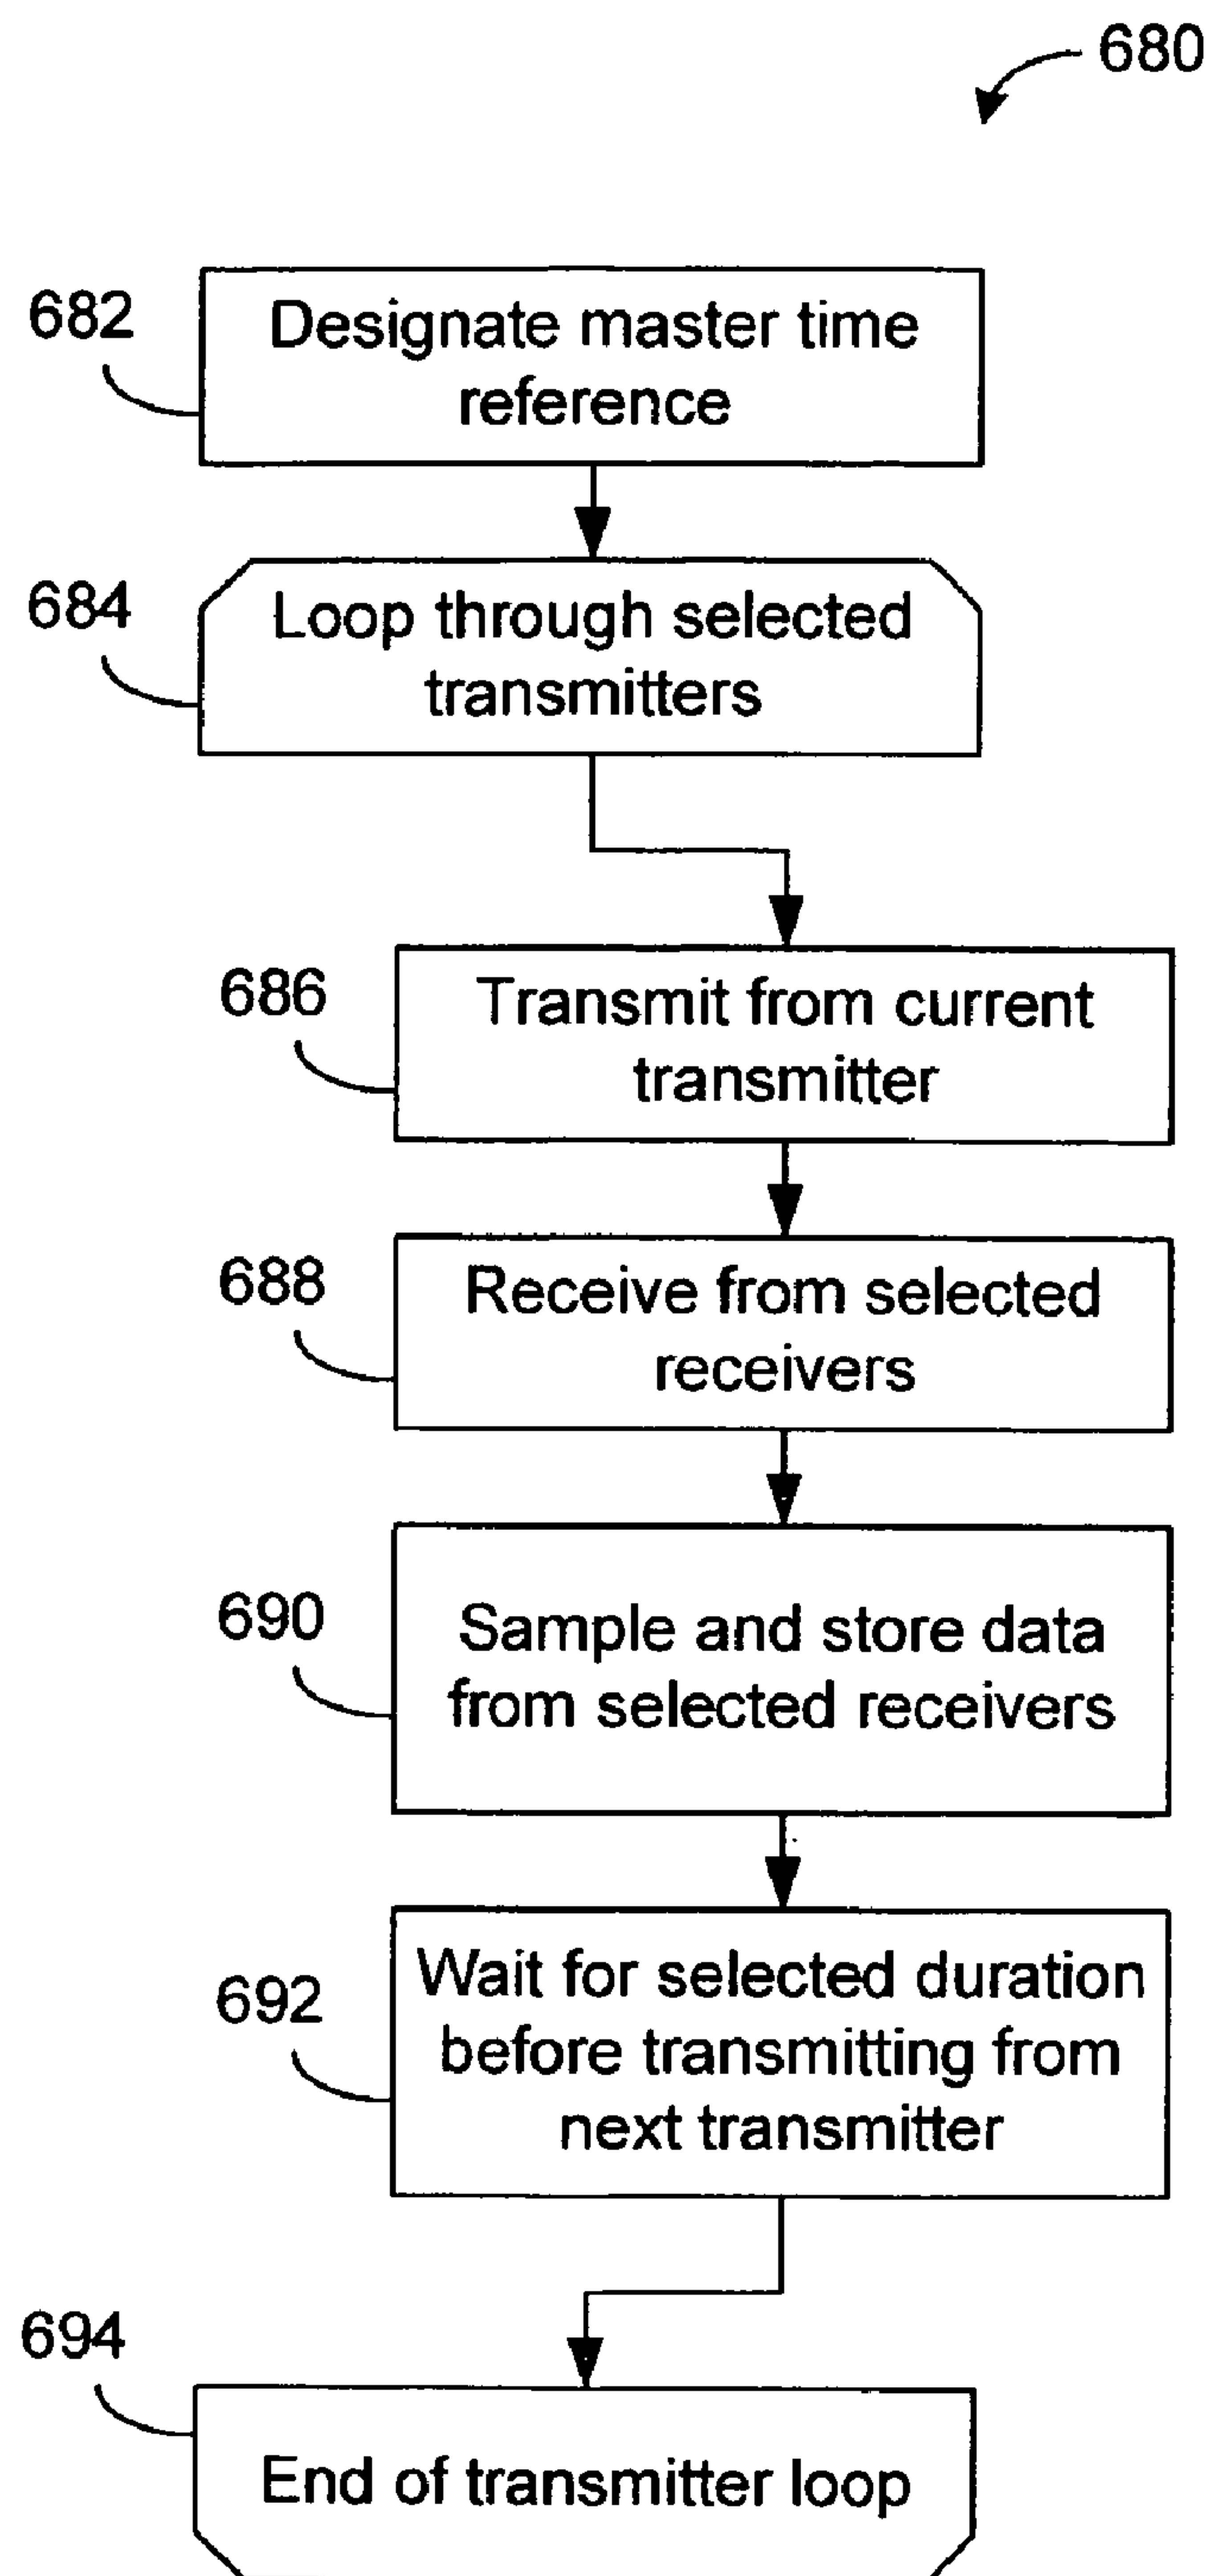 680
682
Designate master time
reference
684
Loop through selected
transmitters
686
Transmit from current
transmitter
688
Receive from selected
receivers
690
Sample and store data
from selected receivers
692
Wait for selected duration
before transmitting from
next transmitter
694
End of transmitter loop